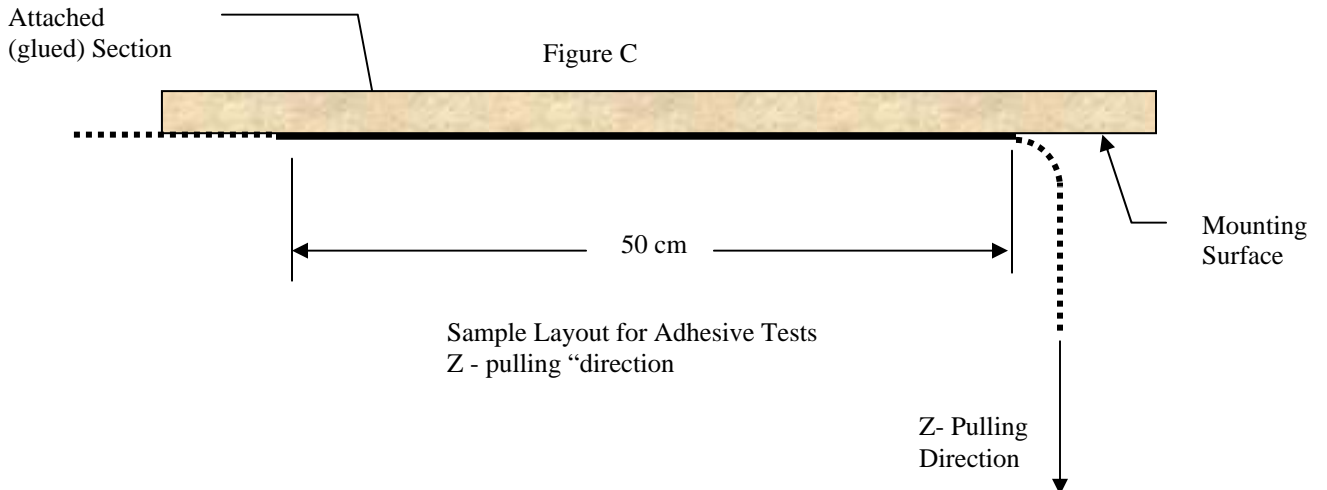 Attached
(glued) Section
Figure C
Mounting
Surface
50 cm
Sample Layout for Adhesive Tests
Z - pulling “direction
Z- Pulling
Direction